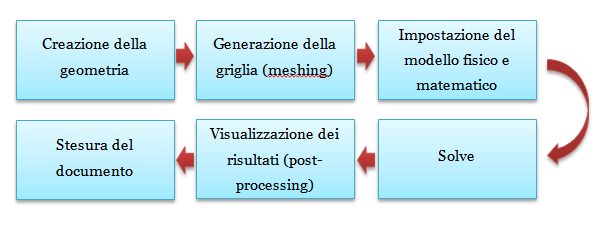 Creazione della
geometria
Generazione della
griglia (meshing)
Impostazione del
modello fisico e
matematico
Solve
Visualizzazione dei
risultati (post-
processing)
Stesura del
documento